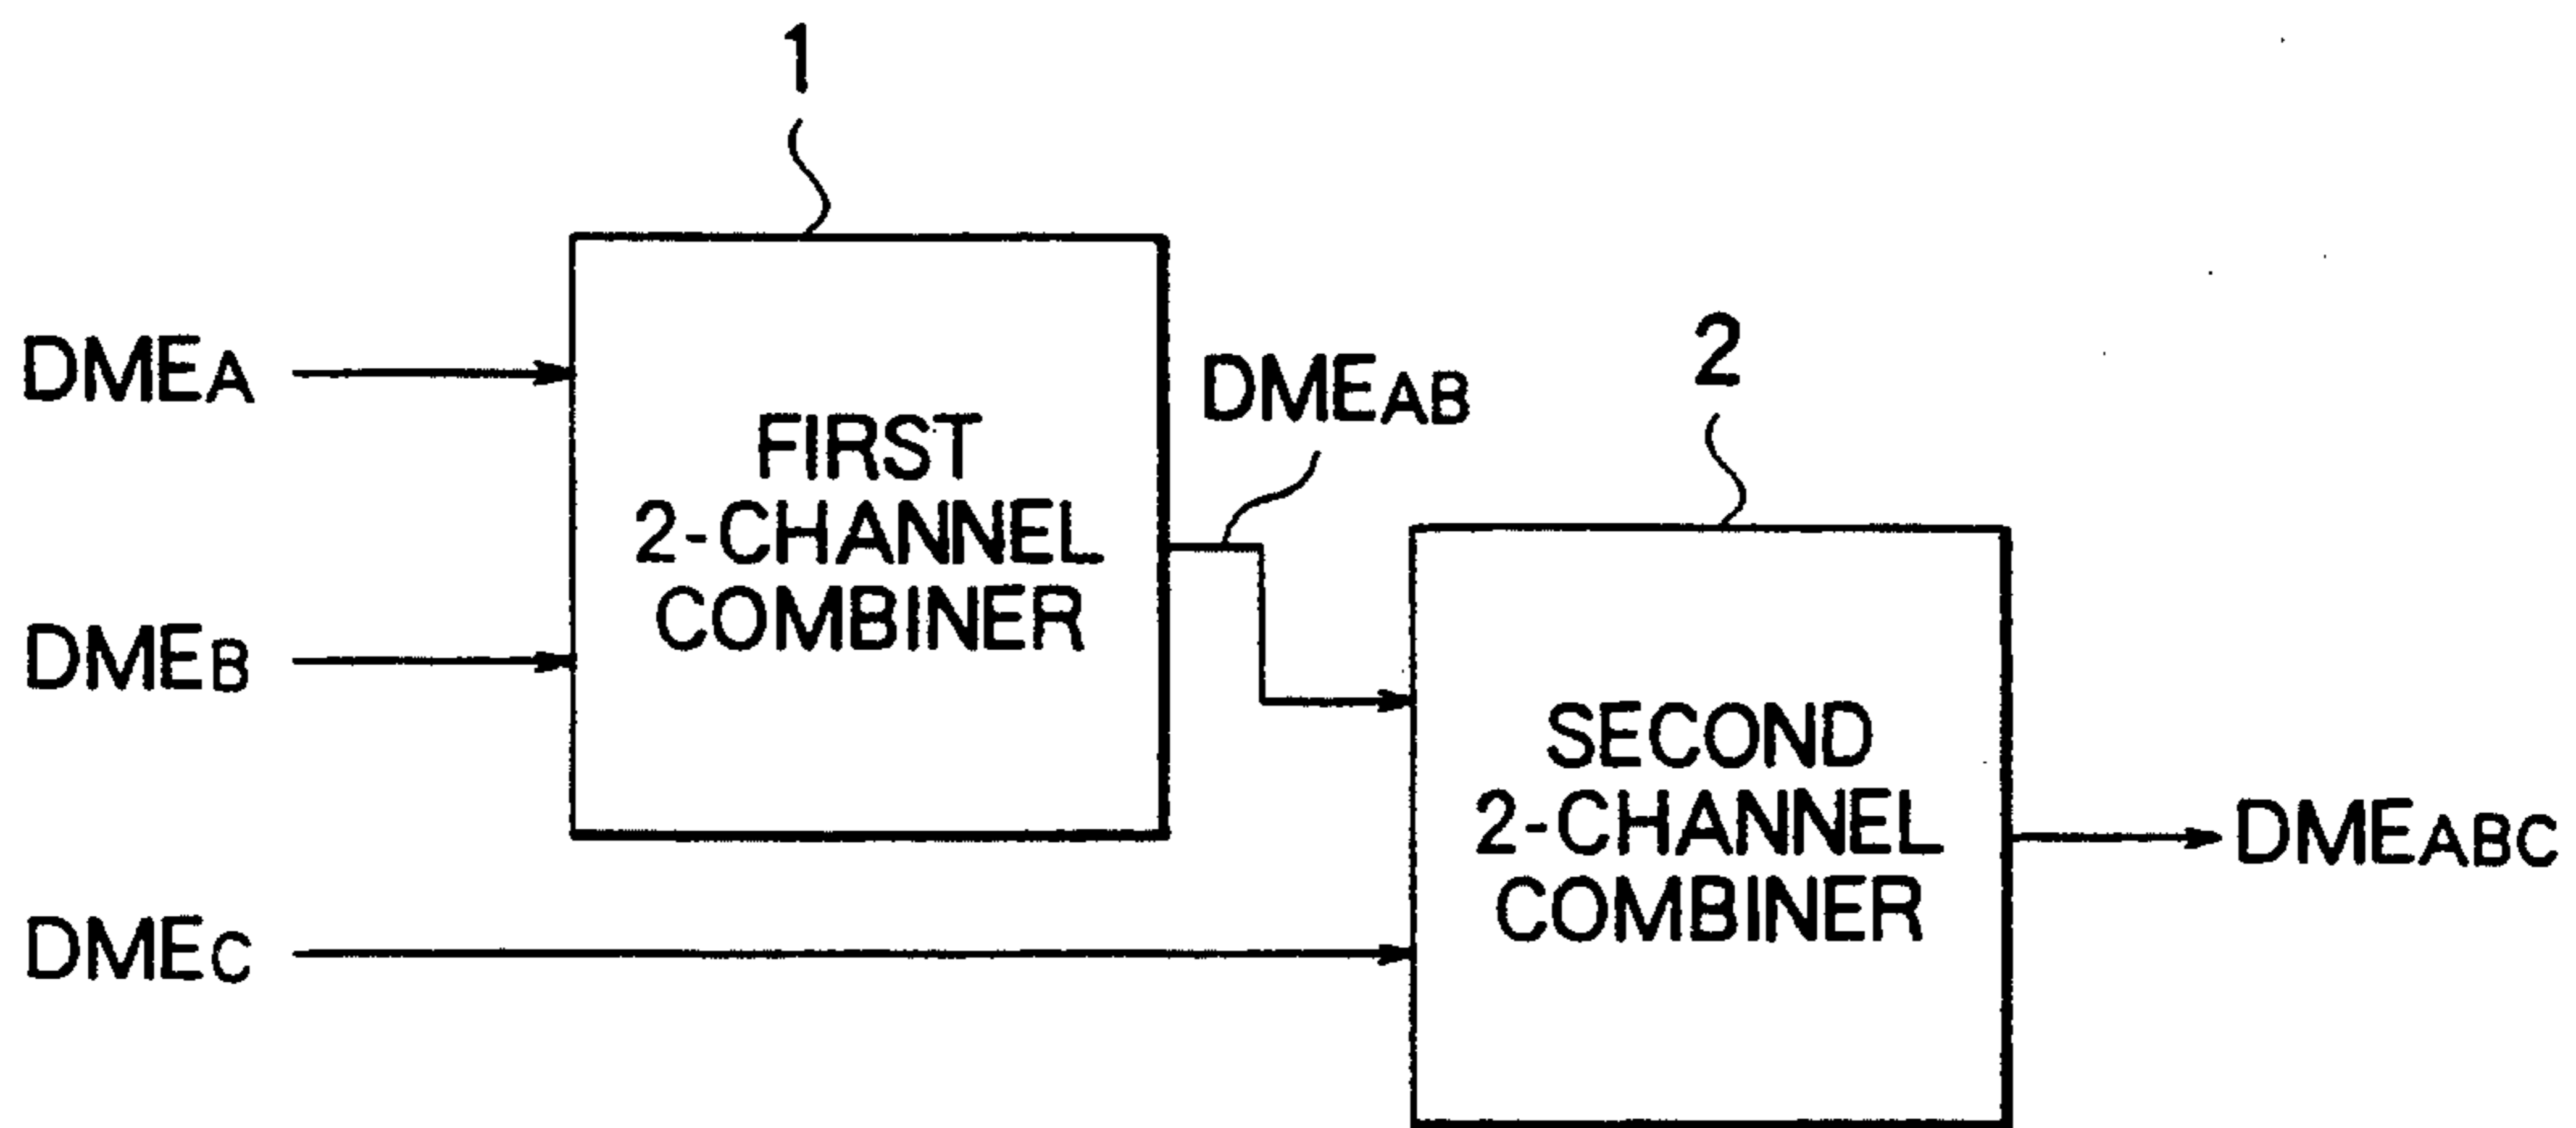 1
DMEA
FIRST
2-CHANNEL
COMBINER
DMEB
DMEAB
2
SECOND
2-CHANNEL
COMBINER
DMEC
DMEABC